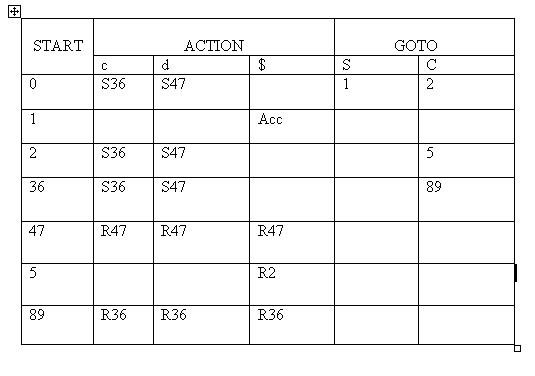 START ACTION GOTO
c d $ S C
0 S36 S47 1 2
1 Acc
2 S36 S47 5
36 S36 S47 89
47 R47 R47 R47
5 R2
89 R36 R36 R36